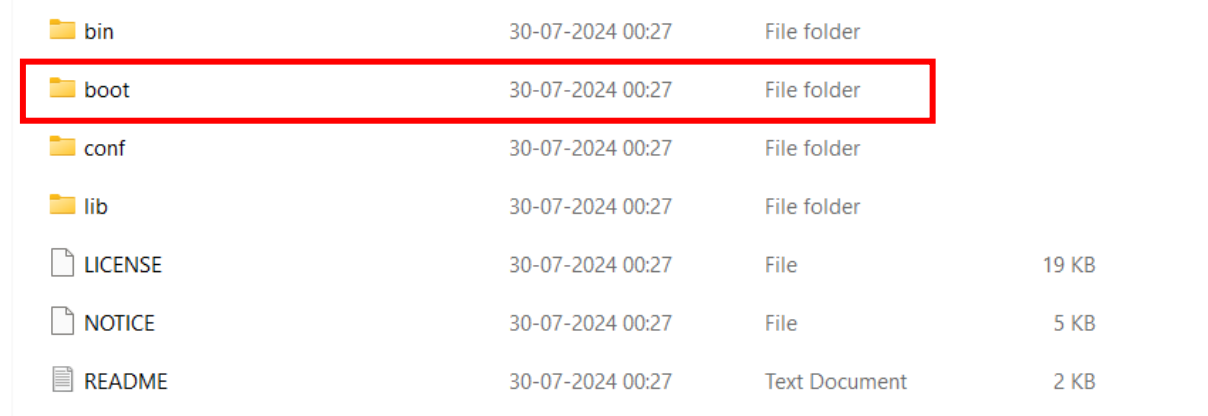 bin 30-07-2024 00:27 File folder
boot 30-07-2024 00:27 File folder
conf 30-07-2024 00:27 File folder
lib 30-07-2024 00:27 File folder
LICENSE 30-07-2024 00:27 File 19 KB
NOTICE 30-07-2024 00:27 File 5 KB
README 30-07-2024 00:27 Text Document 2 KB